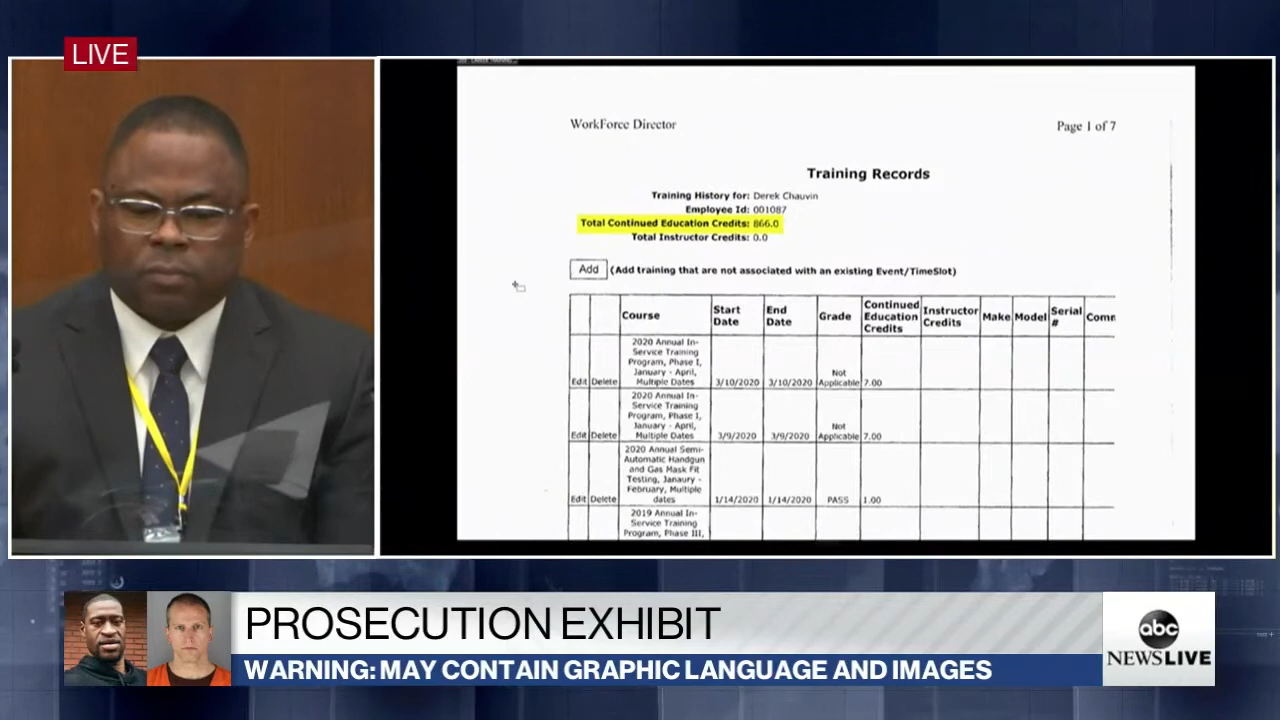 LIVE
WorkForce Director
Page 1 of 7
Training Records
Training History for: Derek Chauvin
Employee Id: 001087
Total Continued Education Credits: 866.0
Total Instructor Credits: 0.0
Add
(Add training that are not associated with an existing Event/TimeSlot)
Course
Start
Date
End
Date
Grade
Continued
Education
Credits
Instructor
Credits
Make
Model
Serial
#
Comm
2020 Annual In-
Service Training
Program, Phase I,
January - April,
Multiple Dates
Edit Delete
3/10/2020
3/10/2020
Not
Applicable
7.00
2020 Annual In-
Service Training
Program, Phase I,
January - April,
Multiple Dates
Edit Delete
3/9/2020
3/9/2020
Not
Applicable
7.00
2020 Annual Semi-
Automatic Handgun
and Gas Mask Fit
Testing, Janaury -
February, Multiple
dates
Edit Delete
1/14/2020
1/14/2020
PASS
1.00
2019 Annual In-
Service Training
Program, Phase III,
PROSECUTION EXHIBIT
WARNING: MAY CONTAIN GRAPHIC LANGUAGE AND IMAGES
abc
NEWSLIVE